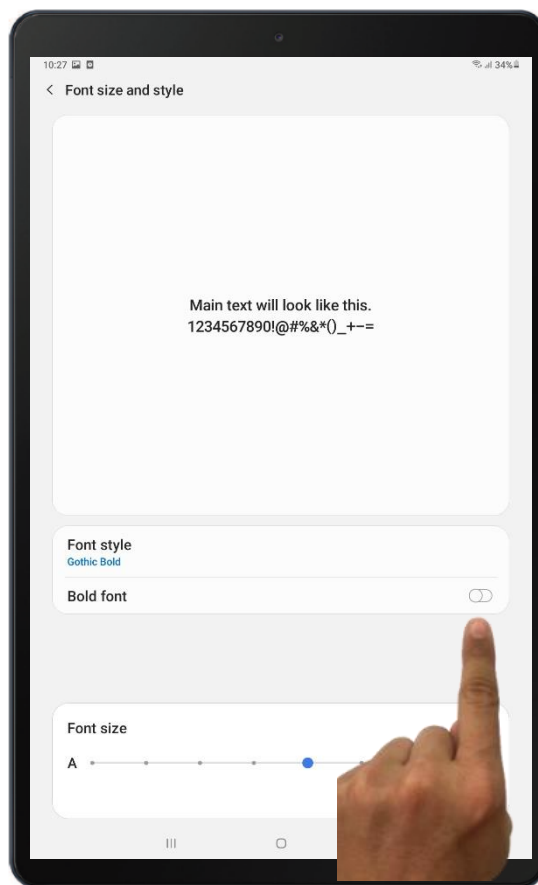 10:27 34%
Font size and style
Main text will look like this.
1234567890!@#%&*()_+-=
Font style
Gothic Bold
Bold font
Font size
A